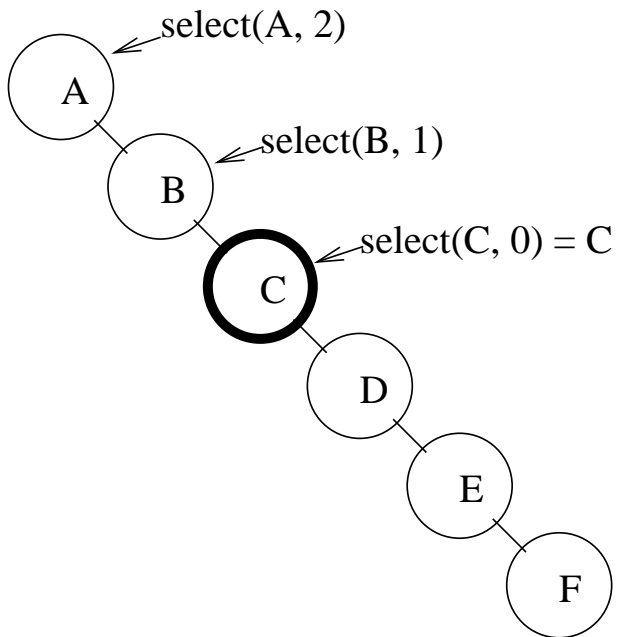 select(A, 2)
A
select(B, 1)
B
select(C, 0) = C
C
D
E
F